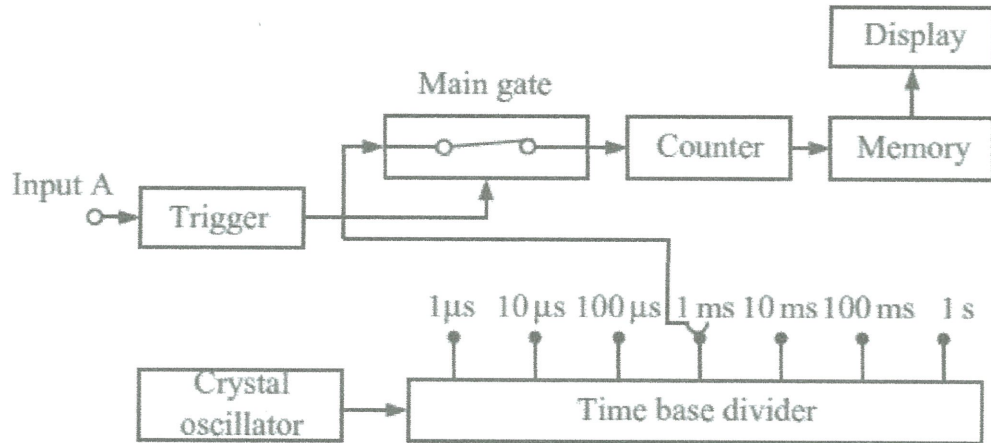 Display
Main gate
Counter
Memory
Input A
Trigger
1μs 10 μs 100 μs 1 ms 10 ms 100 ms 1 s
Crystal
oscillator
Time base divider